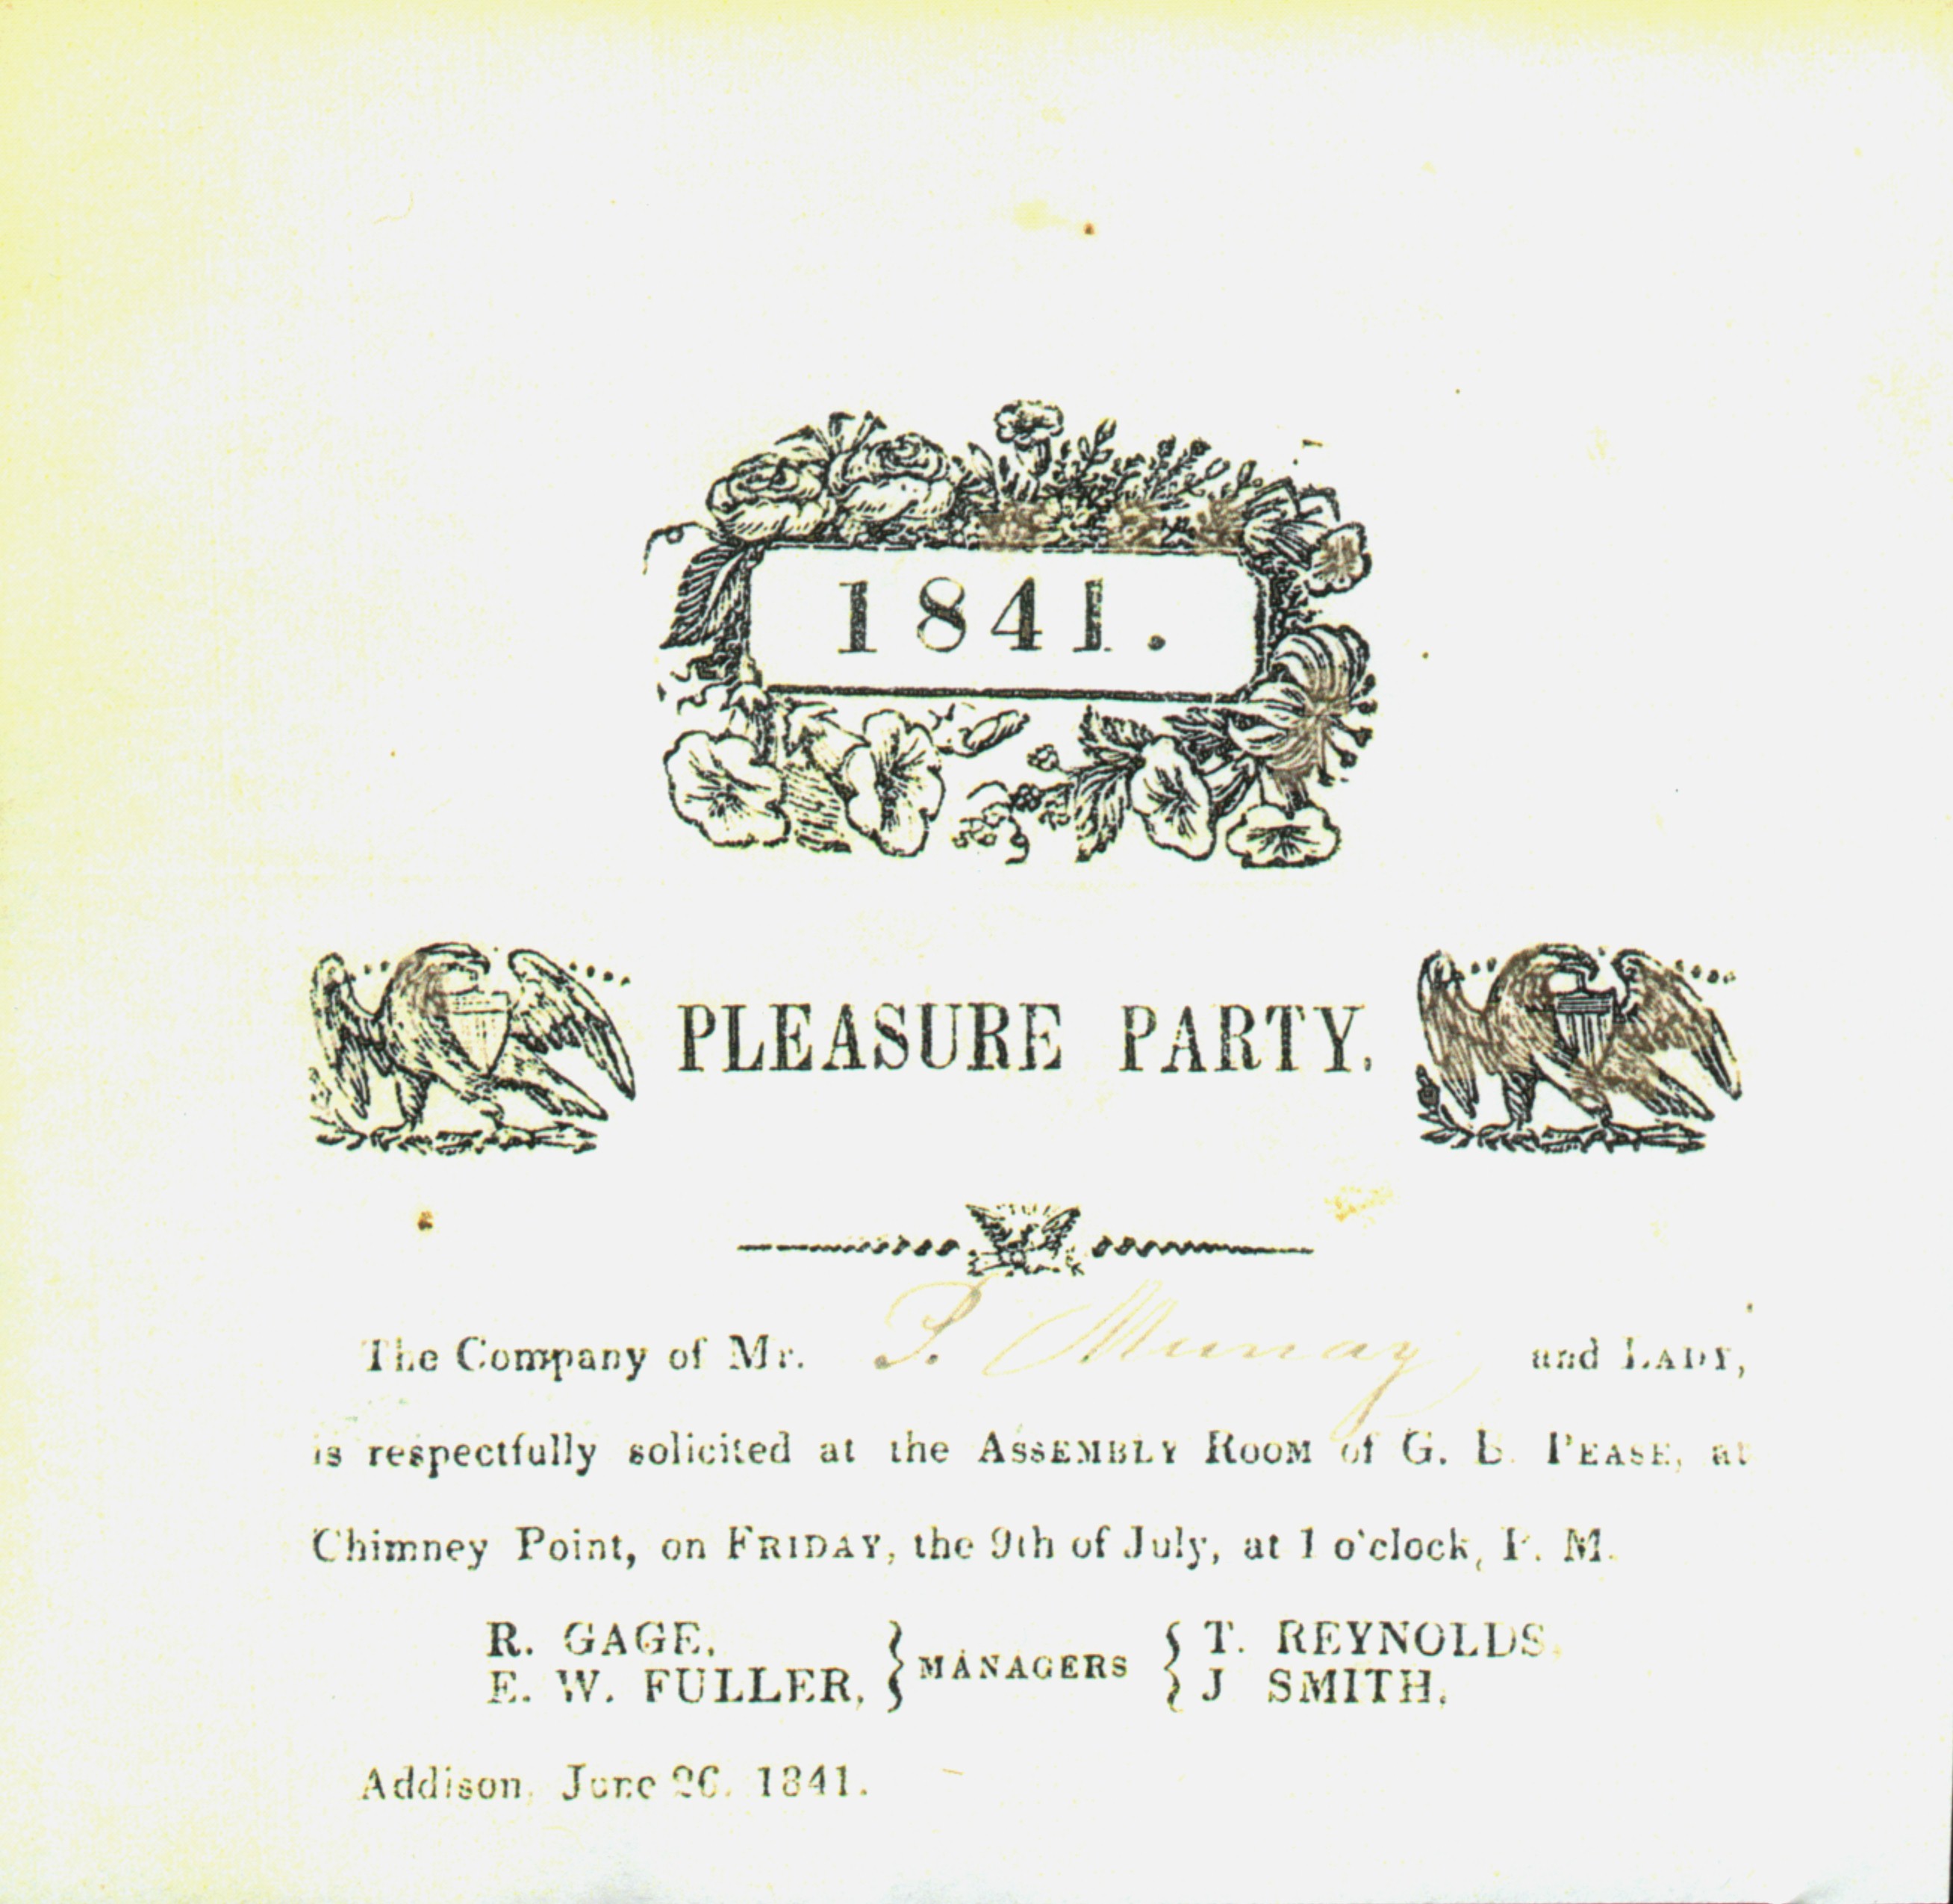 1841.
PLEASURE PARTY.
The Company of Mr. Murray and LADY,
is respectfully solicited at the ASSEMBLY ROOM of G. B. PEASE, at
Chimney Point, on FRIDAY, the 9th of July, at 1 o'clock, P. M.
R. GAGE, T. REYNOLDS,
E. W. FULLER, MANAGERS J SMITH.
Addison, June 26, 1841.